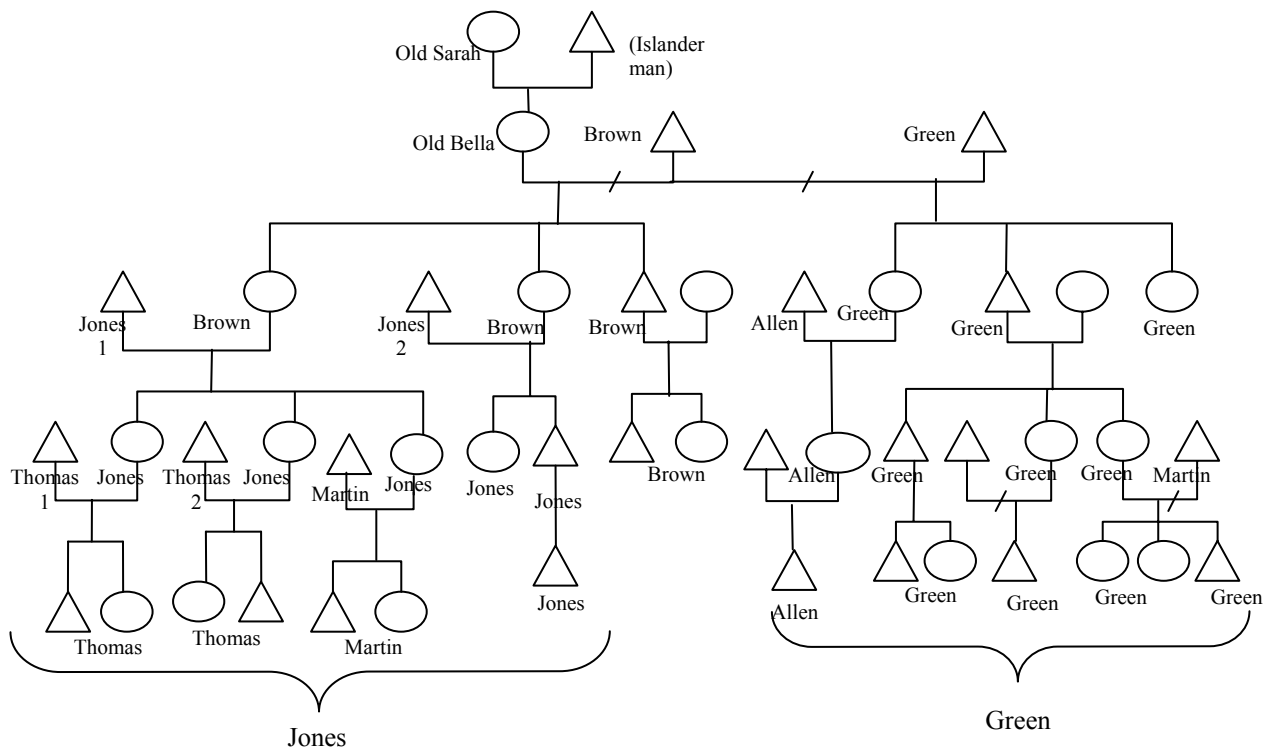 Old Sarah
(Islander
man)
Old Bella
Brown
Green
Jones
1
Brown
Jones
2
Brown
Brown
Allen
Green
Green
Green
Thomas
1
Jones
Thomas
2
Jones
Martin
Jones
Jones
Jones
Brown
Allen
Green
Green
Green
Martin
Thomas
Thomas
Martin
Jones
Allen
Green
Green
Green
Green
Jones
Green